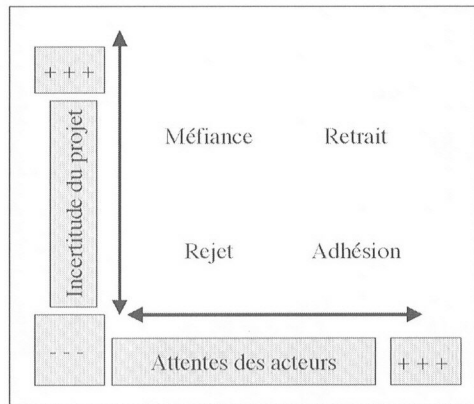 + + +
Incertitude du projet
Méfiance Retrait
Rejet Adhésion
- - -
Attentes des acteurs
+ + +